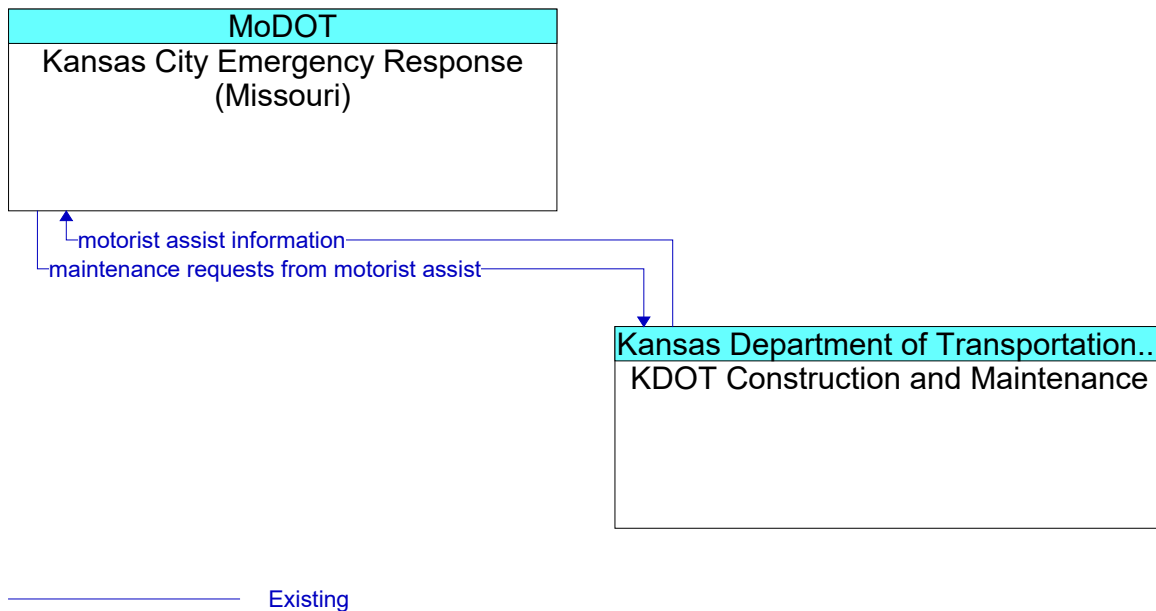 MoDOT
Kansas City Emergency Response
(Missouri)
motorist assist information
maintenance requests from motorist assist
Kansas Department of Transportation..
KDOT Construction and Maintenance
Existing